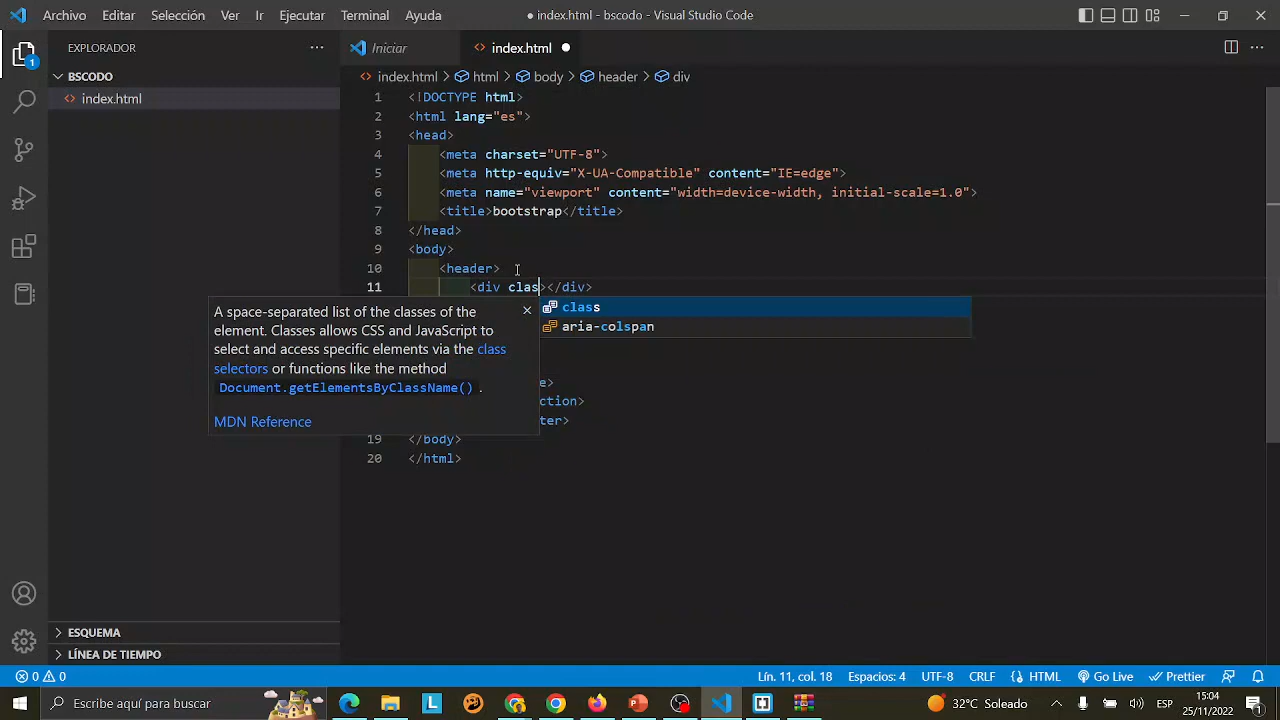 Archivo Editar Selección Ver Ir Ejecutar Terminal Ayuda
● index.html - bscodo - Visual Studio Code
EXPLORADOR
Iniciar
<> index.html
BSCODO
<> index.html
<> index.html > html > body > header > div
1 <!DOCTYPE html>
2 <html lang="es">
3 <head>
4 <meta charset="UTF-8">
5 <meta http-equiv="X-UA-Compatible" content="IE=edge">
6 <meta name="viewport" content="width=device-width, initial-scale=1.0">
7 <title>bootstrap</title>
8 </head>
9 <body>
10 <header>
11 <div clas></div>
A space-separated list of the classes of the
element. Classes allows CSS and JavaScript to
select and access specific elements via the class
selectors or functions like the method
Document.getElementsByClassName() .
MDN Reference
class
aria-colspan
e>
ction>
ter>
19 </body>
20 </html>
ESQUEMA
LÍNEA DE TIEMPO
1
0 0
Lín. 11, col. 18 Espacios: 4 UTF-8 CRLF HTML Go Live Prettier
Escribe aquí para buscar
32°C Soleado
ESP
15:04
25/11/2022